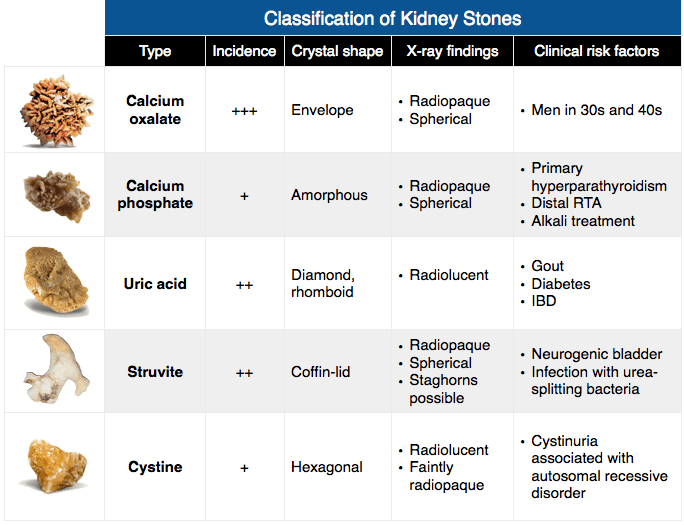 Classification of Kidney Stones
Type Incidence Crystal shape X-ray findings Clinical risk factors
Calcium
oxalate
+++
Envelope
• Radiopaque
• Spherical
• Men in 30s and 40s
Calcium
phosphate
+
Amorphous
• Radiopaque
• Spherical
• Primary
hyperparathyroidism
• Distal RTA
• Alkali treatment
Uric acid
++
Diamond,
rhomboid
• Radiolucent
• Gout
• Diabetes
• IBD
Struvite
++
Coffin-lid
• Radiopaque
• Spherical
• Staghorns
possible
• Neurogenic bladder
• Infection with urea-
splitting bacteria
Cystine
+
Hexagonal
• Radiolucent
• Faintly
radiopaque
• Cystinuria
associated with
autosomal recessive
disorder